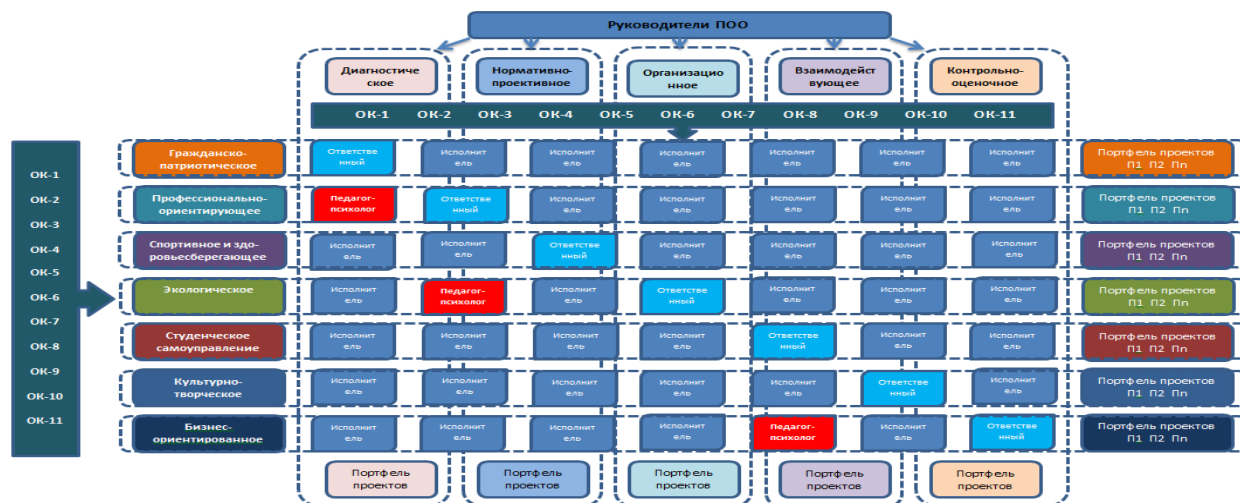 Руководители ПОО
Диагностиче
ское
Нормативно-
проективное
Организацио
нное
Взаимодейст
вующее
Контрольно-
оценочное
ОК-1 ОК-2 ОК-3 ОК-4 ОК-5 ОК-6 ОК-7 ОК-8 ОК-9 ОК-10 ОК-11
ОК-1
ОК-2
ОК-3
ОК-4
ОК-5
ОК-6
ОК-7
ОК-8
ОК-9
ОК-10
ОК-11
Гражданско-
патриотическое
Ответстве
нный
Исполнит
ель
Исполнит
ель
Исполнит
ель
Исполнит
ель
Исполнит
ель
Исполнит
ель
Портфель проектов
П1 П2 Пn
Профессионально-
ориентирующее
Педагог-
психолог
Ответстве
нный
Исполнит
ель
Исполнит
ель
Исполнит
ель
Исполнит
ель
Исполнит
ель
Портфель проектов
П1 П2 Пn
Спортивное и здо-
ровьесберегающее
Исполнит
ель
Исполнит
ель
Ответстве
нный
Исполнит
ель
Исполнит
ель
Исполнит
ель
Исполнит
ель
Портфель проектов
П1 П2 Пn
Экологическое
Исполнит
ель
Педагог-
психолог
Исполнит
ель
Ответстве
нный
Исполнит
ель
Исполнит
ель
Исполнит
ель
Портфель проектов
П1 П2 Пn
Студенческое
самоуправление
Исполнит
ель
Исполнит
ель
Исполнит
ель
Исполнит
ель
Ответстве
нный
Исполнит
ель
Исполнит
ель
Портфель проектов
П1 П2 Пn
Культурно-
творческое
Исполнит
ель
Исполнит
ель
Исполнит
ель
Исполнит
ель
Исполнит
ель
Ответстве
нный
Исполнит
ель
Портфель проектов
П1 П2 Пn
Бизнес-
ориентированное
Исполнит
ель
Исполнит
ель
Исполнит
ель
Исполнит
ель
Педагог-
психолог
Исполнит
ель
Ответстве
нный
Портфель проектов
П1 П2 Пn
Портфель
проектов
Портфель
проектов
Портфель
проектов
Портфель
проектов
Портфель
проектов